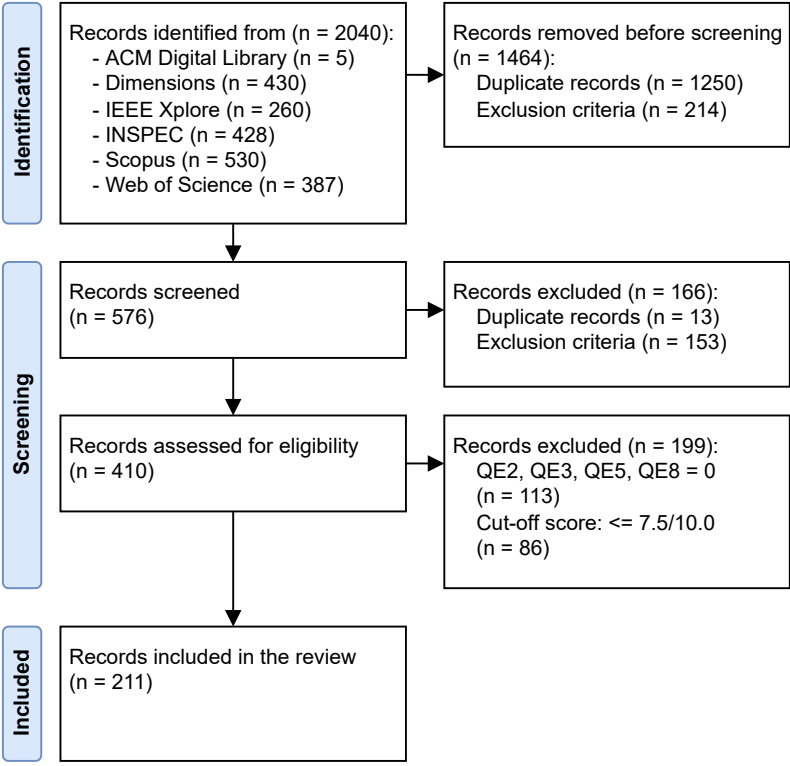 Identification
Records identified from (n = 2040):
- ACM Digital Library (n = 5)
- Dimensions (n = 430)
- IEEE Xplore (n = 260)
- INSPEC (n = 428)
- Scopus (n = 530)
- Web of Science (n = 387)
Records removed before screening
(n = 1464):
Duplicate records (n = 1250)
Exclusion criteria (n = 214)
Screening
Records screened
(n = 576)
Records excluded (n = 166):
Duplicate records (n = 13)
Exclusion criteria (n = 153)
Records assessed for eligibility
(n = 410)
Records excluded (n = 199):
QE2, QE3, QE5, QE8 = 0
(n = 113)
Cut-off score: <= 7.5/10.0
(n = 86)
Included
Records included in the review
(n = 211)